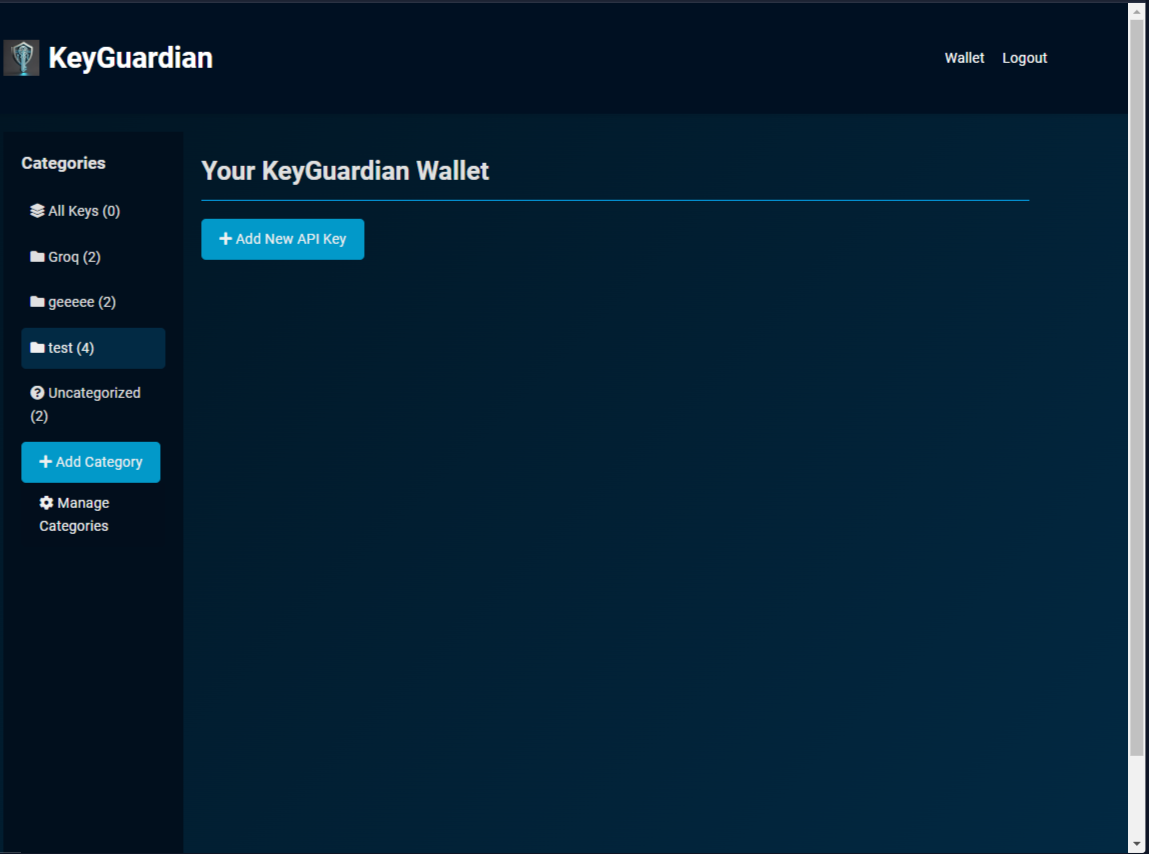 KeyGuardian
Wallet
Logout
Categories
All Keys (0)
Groq (2)
geeeee (2)
test (4)
Uncategorized
(2)
Add Category
Manage
Categories
Your KeyGuardian Wallet
Add New API Key